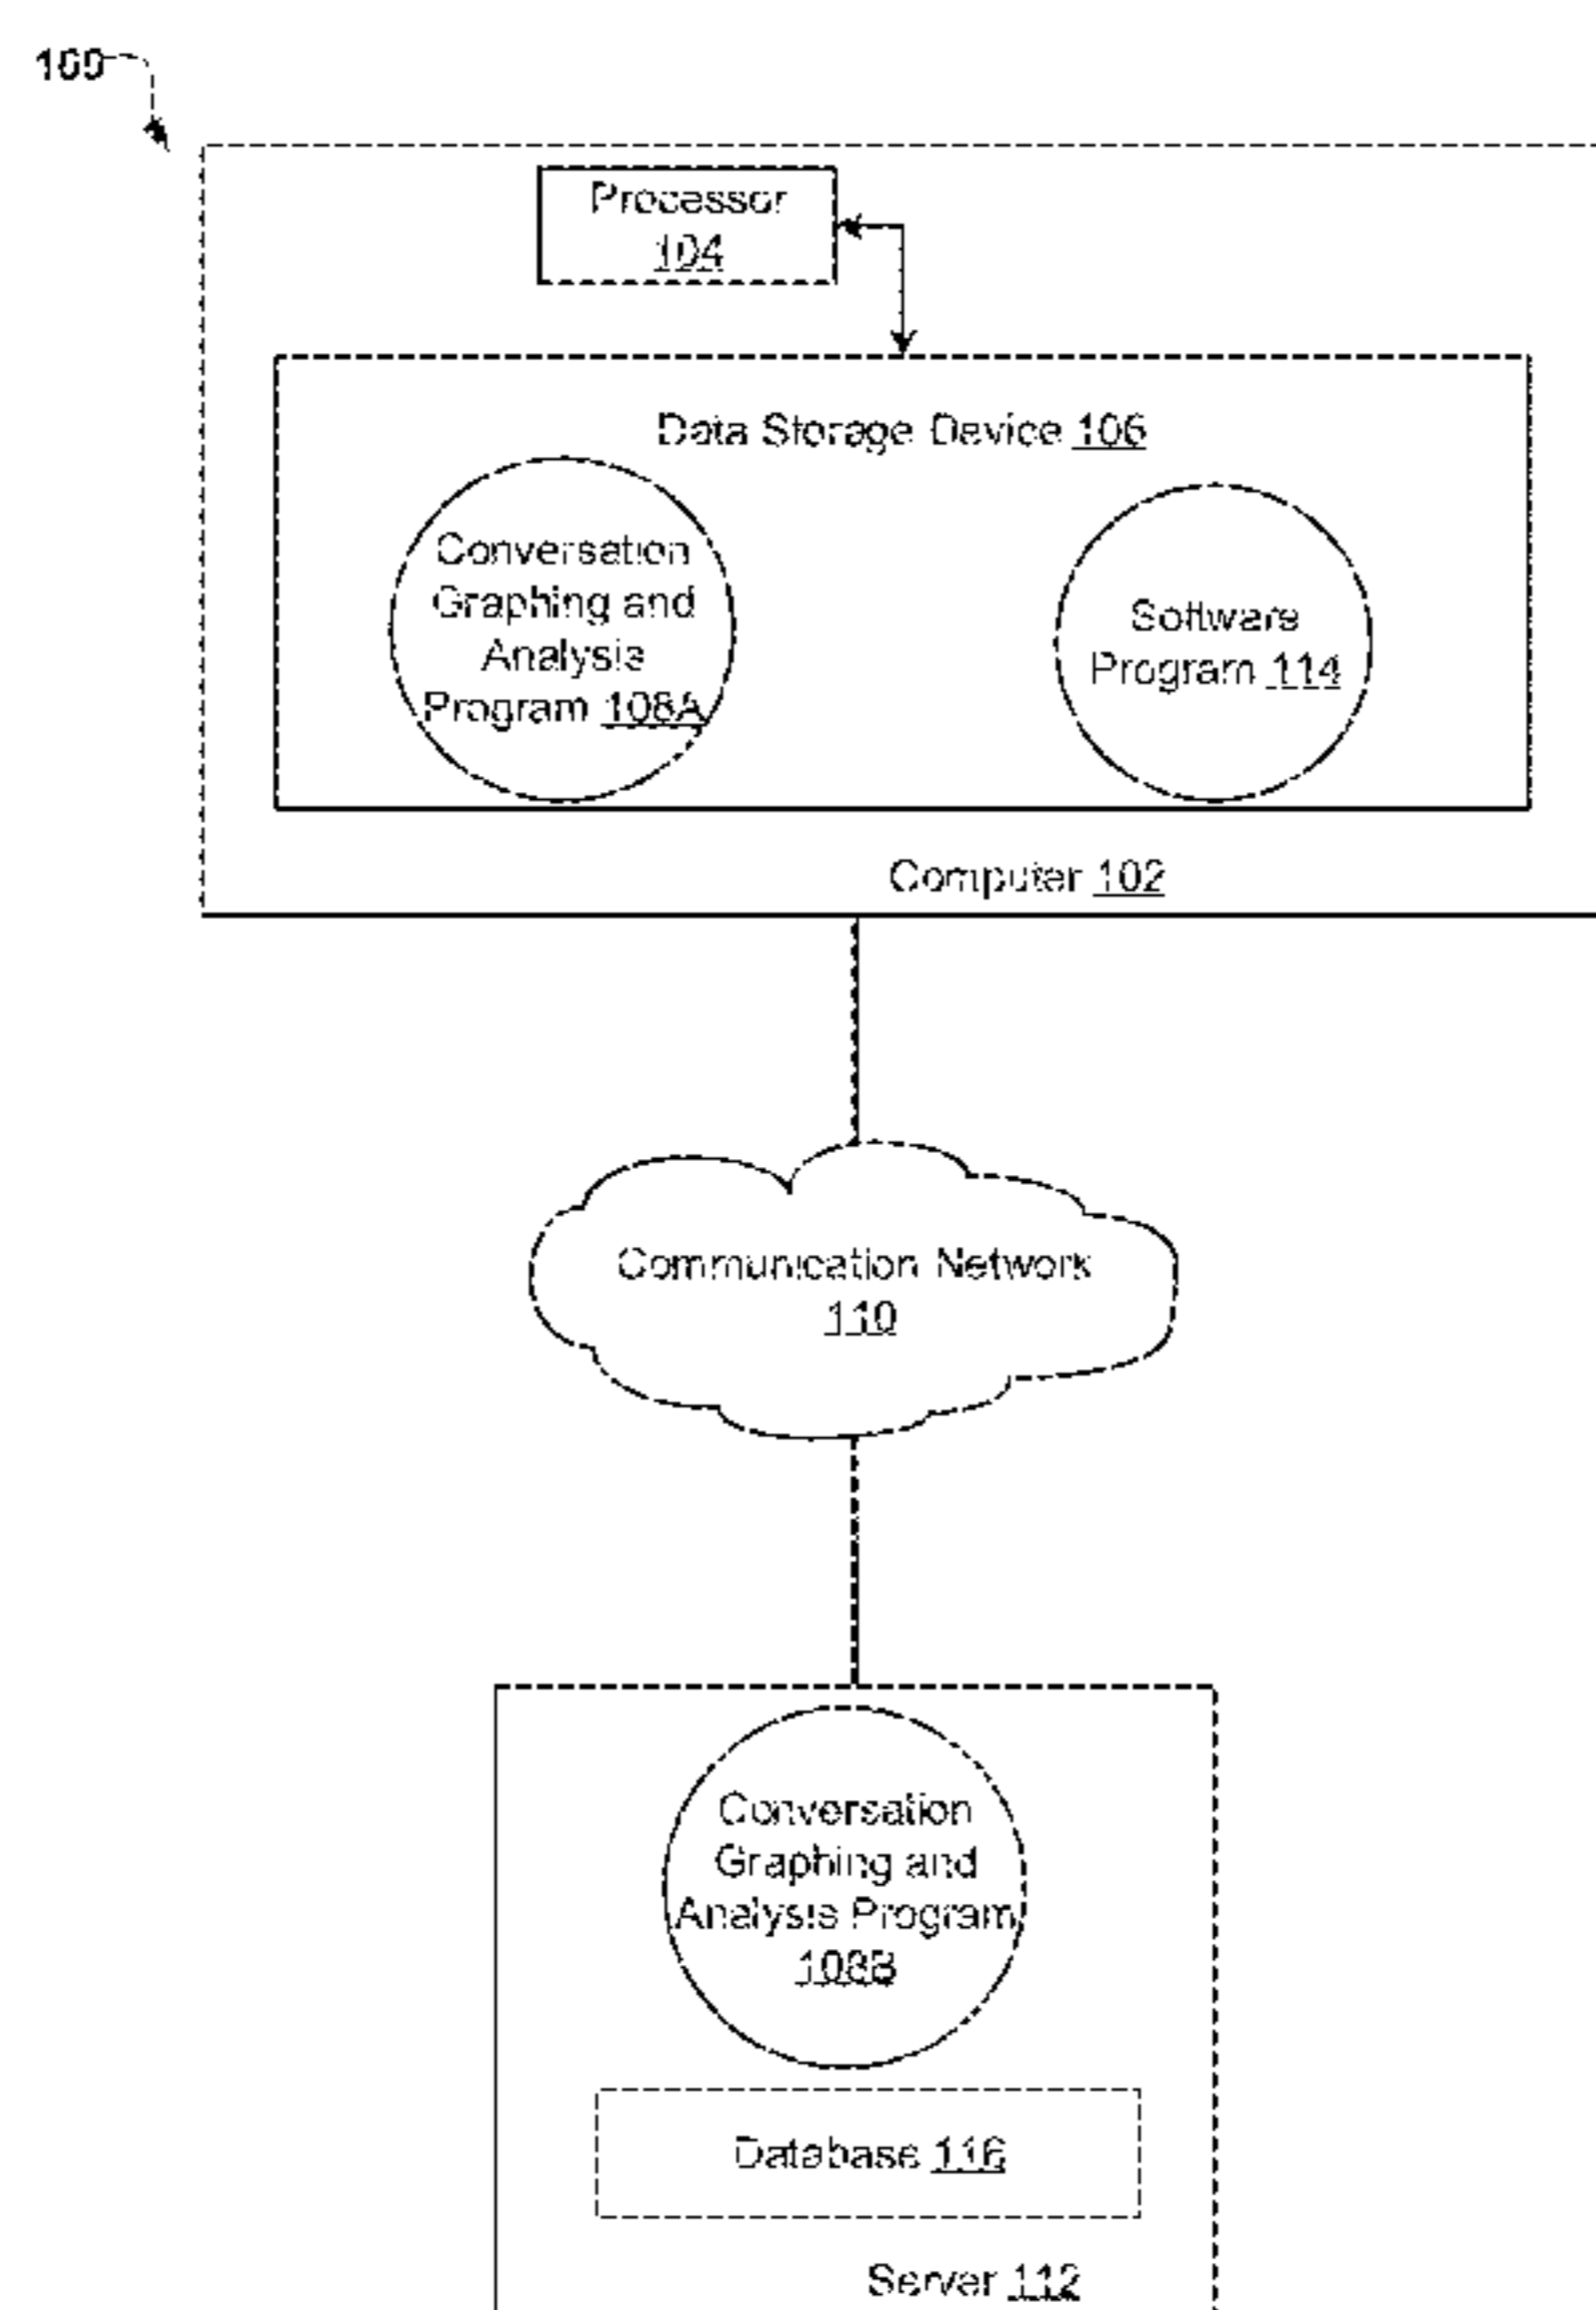 100
Processor
104
Data Storage Device 106
Conversation
Graphing and
Analysis
Program 108A
Software
Program 114
Computer 102
Communication Network
110
Conversation
Graphing and
Analysis Program
108B
Database 116
Server 112